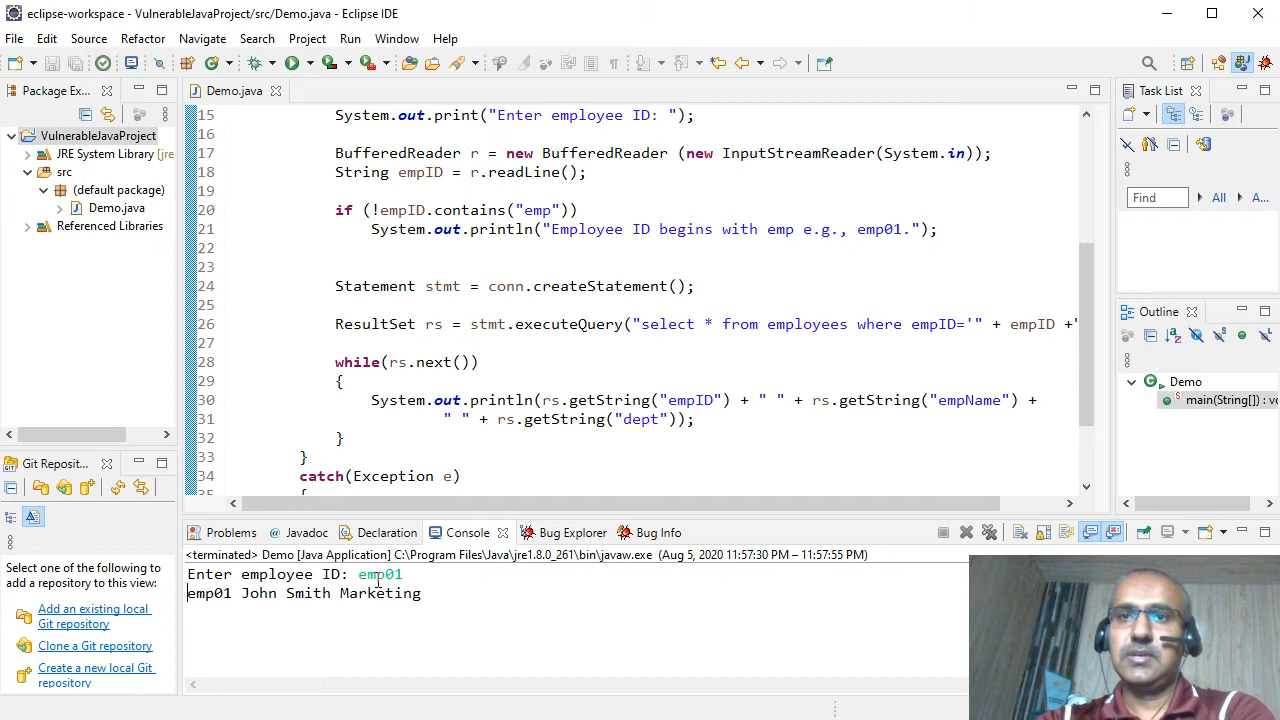 eclipse-workspace - VulnerableJavaProject/src/Demo.java - Eclipse IDE
File Edit Source Refactor Navigate Search Project Run Window Help
Package Ex...
VulnerableJavaProject
JRE System Library [jre
src
(default package)
Demo.java
Referenced Libraries
Demo.java
15 System.out.print("Enter employee ID: ");
16
17 BufferedReader r = new BufferedReader (new InputStreamReader(System.in));
18 String empID = r.readLine();
19
20 if (!empID.contains("emp"))
21 System.out.println("Employee ID begins with emp e.g., emp01.");
22
23
24 Statement stmt = conn.createStatement();
25
26 ResultSet rs = stmt.executeQuery("select * from employees where empID='" + empID +"
27
28 while(rs.next())
29 {
30 System.out.println(rs.getString("empID") + " " + rs.getString("empName") +
31 " " + rs.getString("dept"));
32 }
33 }
34 catch(Exception e)
35 {
Task List
Find All A...
Outline
Demo
main(String[]) : vo
Git Reposit...
Select one of the following to
add a repository to this view:
Add an existing local
Git repository
Clone a Git repository
Create a new local Git
repository
Problems @ Javadoc Declaration Console Bug Explorer Bug Info
<terminated> Demo [Java Application] C:\Program Files\Java\jre1.8.0_261\bin\javaw.exe (Aug 5, 2020 11:57:30 PM – 11:57:55 PM)
Enter employee ID: emp01
emp01 John Smith Marketing